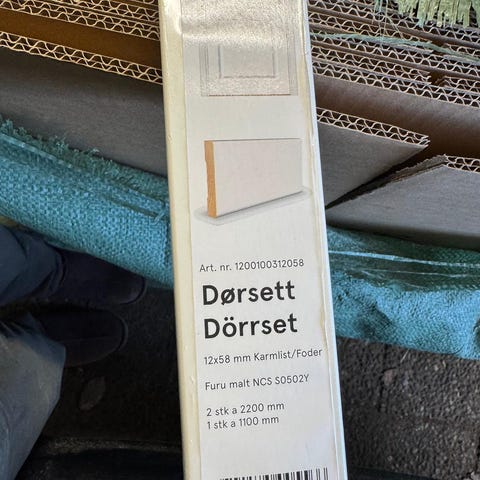 Art. nr. 1200100312058
Dørsett
Dörrset
12x58 mm Karmlist/Foder
Furu malt NCS S0502Y
2 stk a 2200 mm
1 stk a 1100 mm